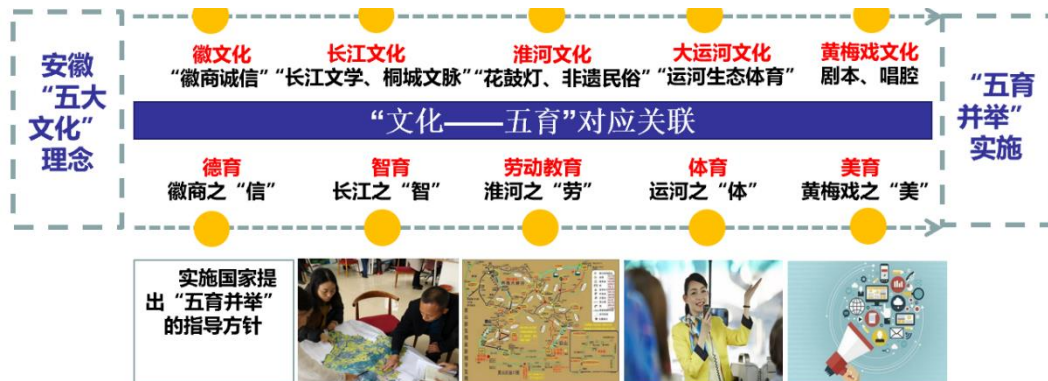 安徽
“五大
文化”
理念
徽文化
“徽商诚信”
长江文化
“长江文学、桐城文脉”
淮河文化
“花鼓灯、非遗民俗”
大运河文化
“运河生态体育”
黄梅戏文化
剧本、唱腔
“文化——五育”对应关联
德育
徽商之“信”
智育
长江之“智”
劳动教育
淮河之“劳”
体育
运河之“体”
美育
黄梅戏之“美”
“五育
并举”
实施
实施国家提
出“五育并举”
的指导方针